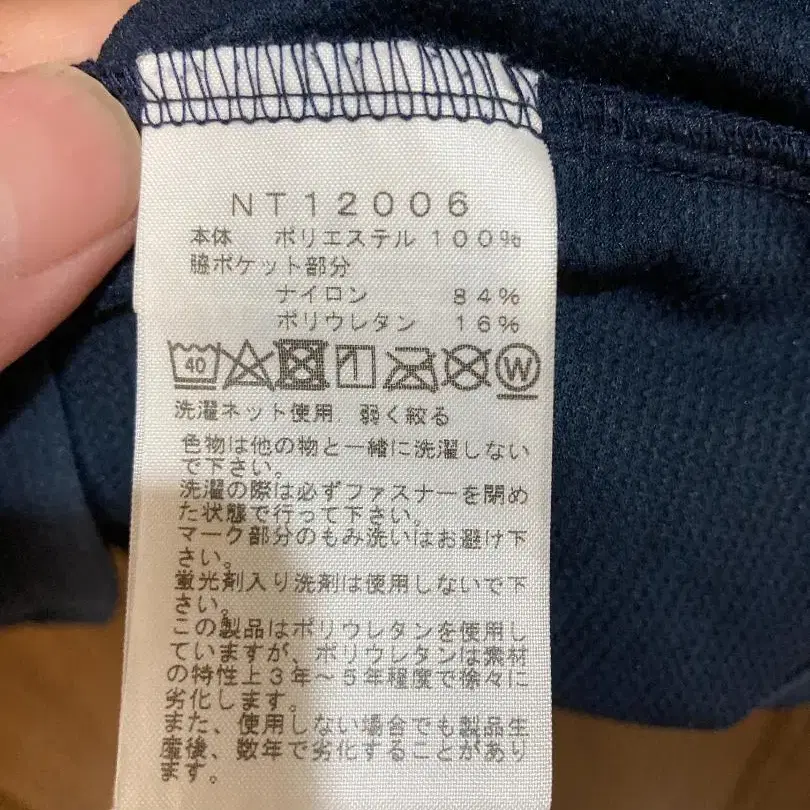 NT12006
本体 ポリエステル 100%
脇ポケット部分
ナイロン 84%
ポリウレタン 16%
40
W
洗濯ネット使用. 弱く絞る
色物は他の物と一緒に洗濯しない
で下さい。
洗濯の際は必ずファスナーを閉め
た状態で行って下さい。
マーク部分のもみ洗いはお避け下
さい。
蛍光剤入り洗剤は使用しないで下
さい。
この製品はポリウレタンを使用し
ていますが、ポリウレタンは素材
の特性上3年～5年程度で徐々に
劣化します。
また、使用しない場合でも製品生
産後、数年で劣化することがあり
ます。